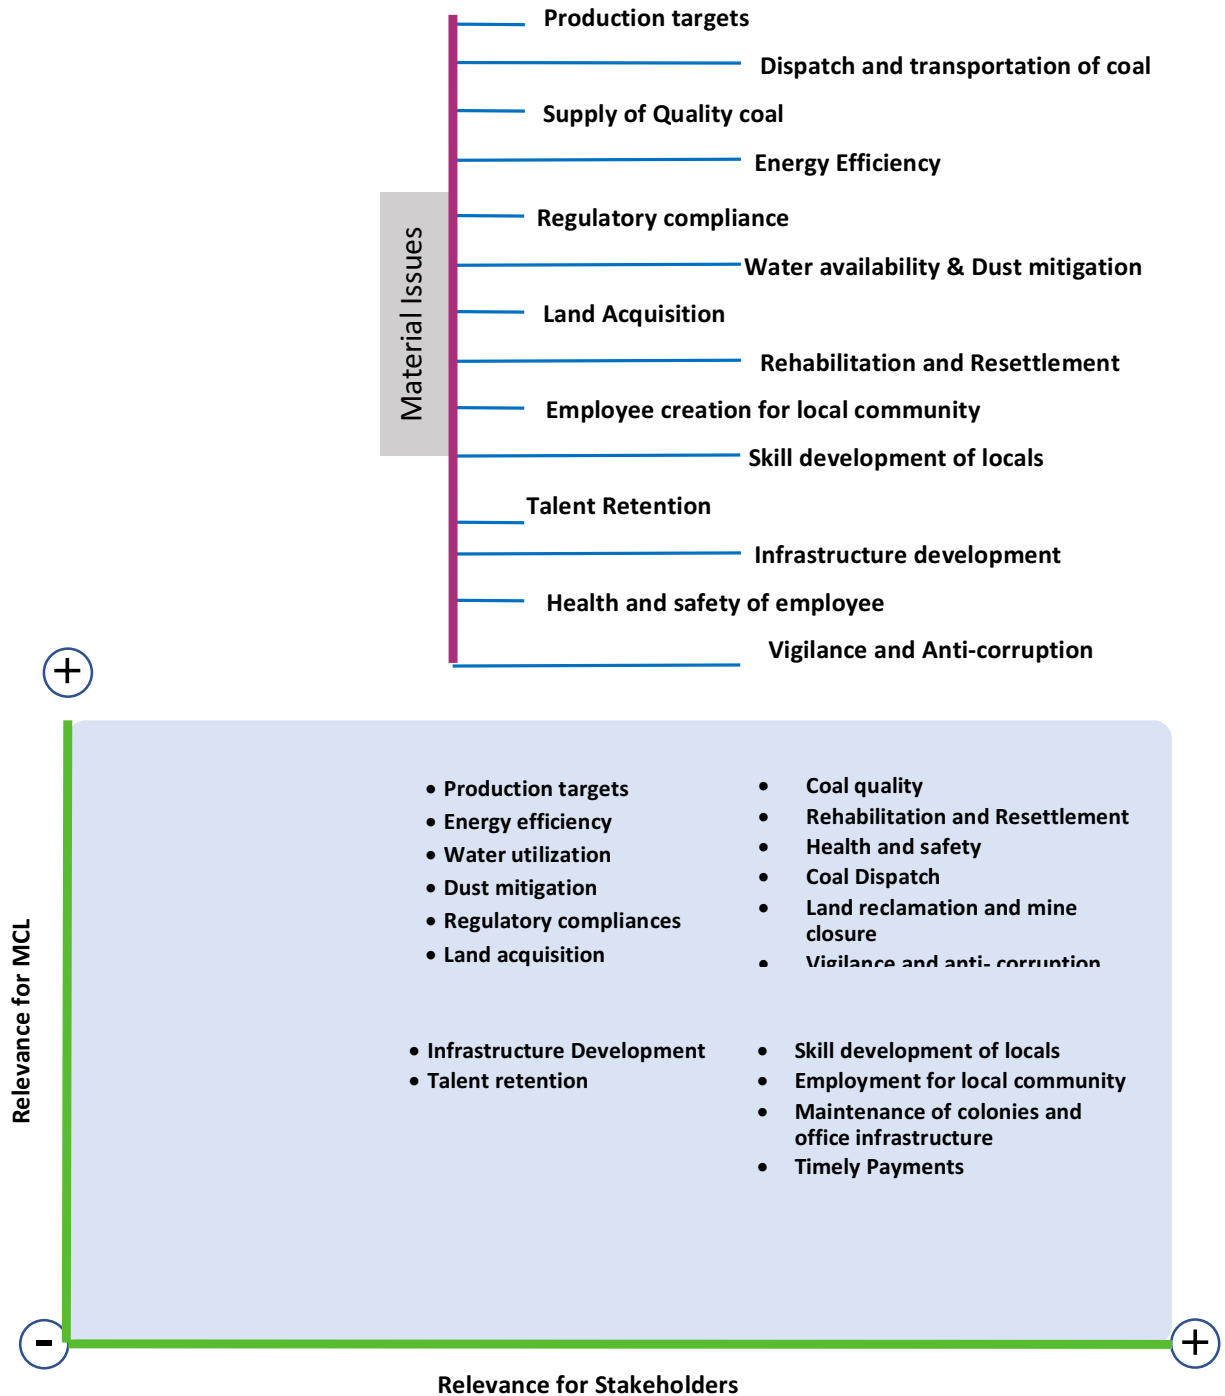 Production targets
Dispatch and transportation of coal
Supply of Quality coal
Energy Efficiency
Regulatory compliance
Water availability & Dust mitigation
Land Acquisition
Rehabilitation and Resettlement
Employee creation for local community
Skill development of locals
Talent Retention
Infrastructure development
Health and safety of employee
Vigilance and Anti-corruption
Material Issues
+
• Production targets
• Energy efficiency
• Water utilization
• Dust mitigation
• Regulatory compliances
• Land acquisition
• Coal quality
• Rehabilitation and Resettlement
• Health and safety
• Coal Dispatch
• Land reclamation and mine
closure
• Vigilance and anti- corruption
• Infrastructure Development
• Talent retention
• Skill development of locals
• Employment for local community
• Maintenance of colonies and
office infrastructure
• Timely Payments
Relevance for MCL
-
+
Relevance for Stakeholders